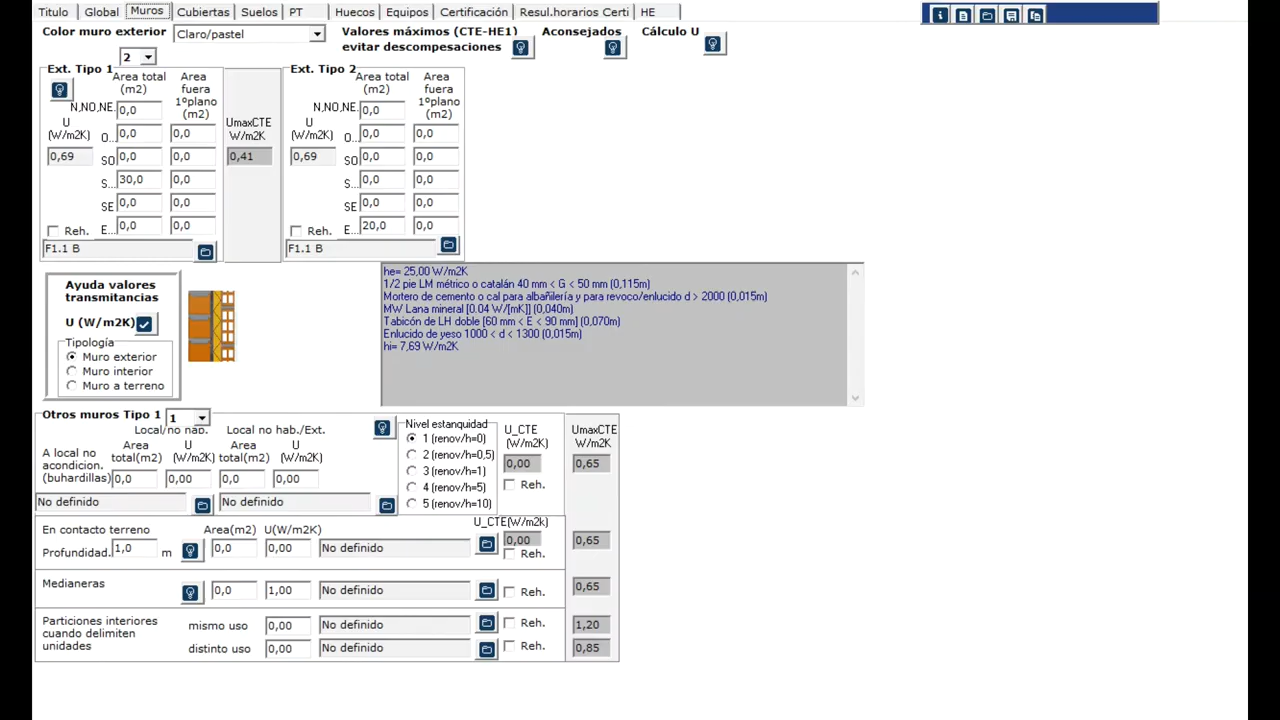 Titulo Global Muros Cubiertas Suelos PT Huecos Equipos Certificación Resul.horarios Certi HE
Color muro exterior Claro/pastel Valores máximos (CTE-HE1) Aconsejados Cálculo U
evitar descompesaciones
2
Ext. Tipo 1 Ext. Tipo 2
Area total (m2) Area fuera 1ºplano (m2) Area total (m2) Area fuera 1ºplano (m2)
N,NO,NE. 0,0 N,NO,NE. 0,0
U (W/m2K) O... 0,0 0,0 UmaxCTE W/m2K U (W/m2K) O... 0,0 0,0
0,69 SO 0,0 0,0 0,41 0,69 SO 0,0 0,0
S... 30,0 0,0 S... 0,0 0,0
SE 0,0 0,0 SE 0,0 0,0
Reh. E... 0,0 0,0 Reh. E... 20,0 0,0
F1.1 B F1.1 B
Ayuda valores
transmitancias
U (W/m2K)
Tipología
Muro exterior
Muro interior
Muro a terreno
he= 25,00 W/m2K
1/2 pie LM métrico o catalán 40 mm < G < 50 mm (0,115m)
Mortero de cemento o cal para albañilería y para revoco/enlucido d > 2000 (0,015m)
MW Lana mineral [0.04 W/[mK]] (0,040m)
Tabicón de LH doble [60 mm < E < 90 mm] (0,070m)
Enlucido de yeso 1000 < d < 1300 (0,015m)
hi= 7,69 W/m2K
Otros muros Tipo 1 1
Local/no hab. Local/no hab./Ext.
Area total(m2) U (W/m2K) Area total(m2) U (W/m2K)
A local no
acondicion.
(buhardillas) 0,0 0,00 0,0 0,00
No definido No definido
Nivel estanquidad
1 (renov/h=0)
2 (renov/h=0,5)
3 (renov/h=1)
4 (renov/h=5)
5 (renov/h=10)
U_CTE
(W/m2K)
0,00
Reh.
UmaxCTE
W/m2K
0,65
En contacto terreno Area(m2) U(W/m2K) U_CTE(W/m2k)
Profundidad. 1,0 m 0,0 0,00 No definido 0,00 0,65
Reh.
Medianeras 0,0 1,00 No definido Reh. 0,65
Particiones interiores
cuando delimiten
unidades
mismo uso 0,00 No definido Reh. 1,20
distinto uso 0,00 No definido Reh. 0,85